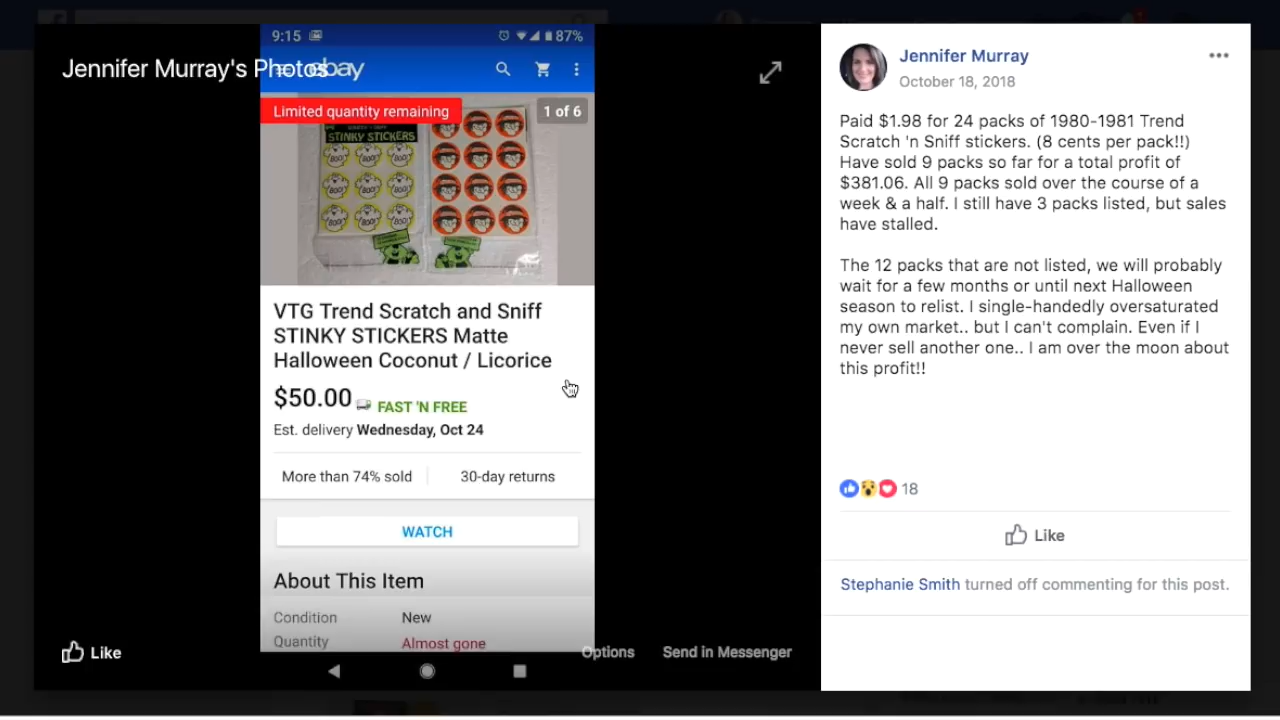 9:15
87%
Jennifer Murray's Photos
ebay
Limited quantity remaining
1 of 6
STINKY STICKERS
VTG Trend Scratch and Sniff
STINKY STICKERS Matte
Halloween Coconut / Licorice
$50.00 FAST 'N FREE
Est. delivery Wednesday, Oct 24
More than 74% sold
30-day returns
WATCH
About This Item
Condition New
Quantity Almost gone
Like
Options
Send in Messenger
Jennifer Murray
October 18, 2018
Paid $1.98 for 24 packs of 1980-1981 Trend
Scratch 'n Sniff stickers. (8 cents per pack!!)
Have sold 9 packs so far for a total profit of
$381.06. All 9 packs sold over the course of a
week & a half. I still have 3 packs listed, but sales
have stalled.
The 12 packs that are not listed, we will probably
wait for a few months or until next Halloween
season to relist. I single-handedly oversaturated
my own market.. but I can't complain. Even if I
never sell another one.. I am over the moon about
this profit!!
18
Like
Stephanie Smith turned off commenting for this post.